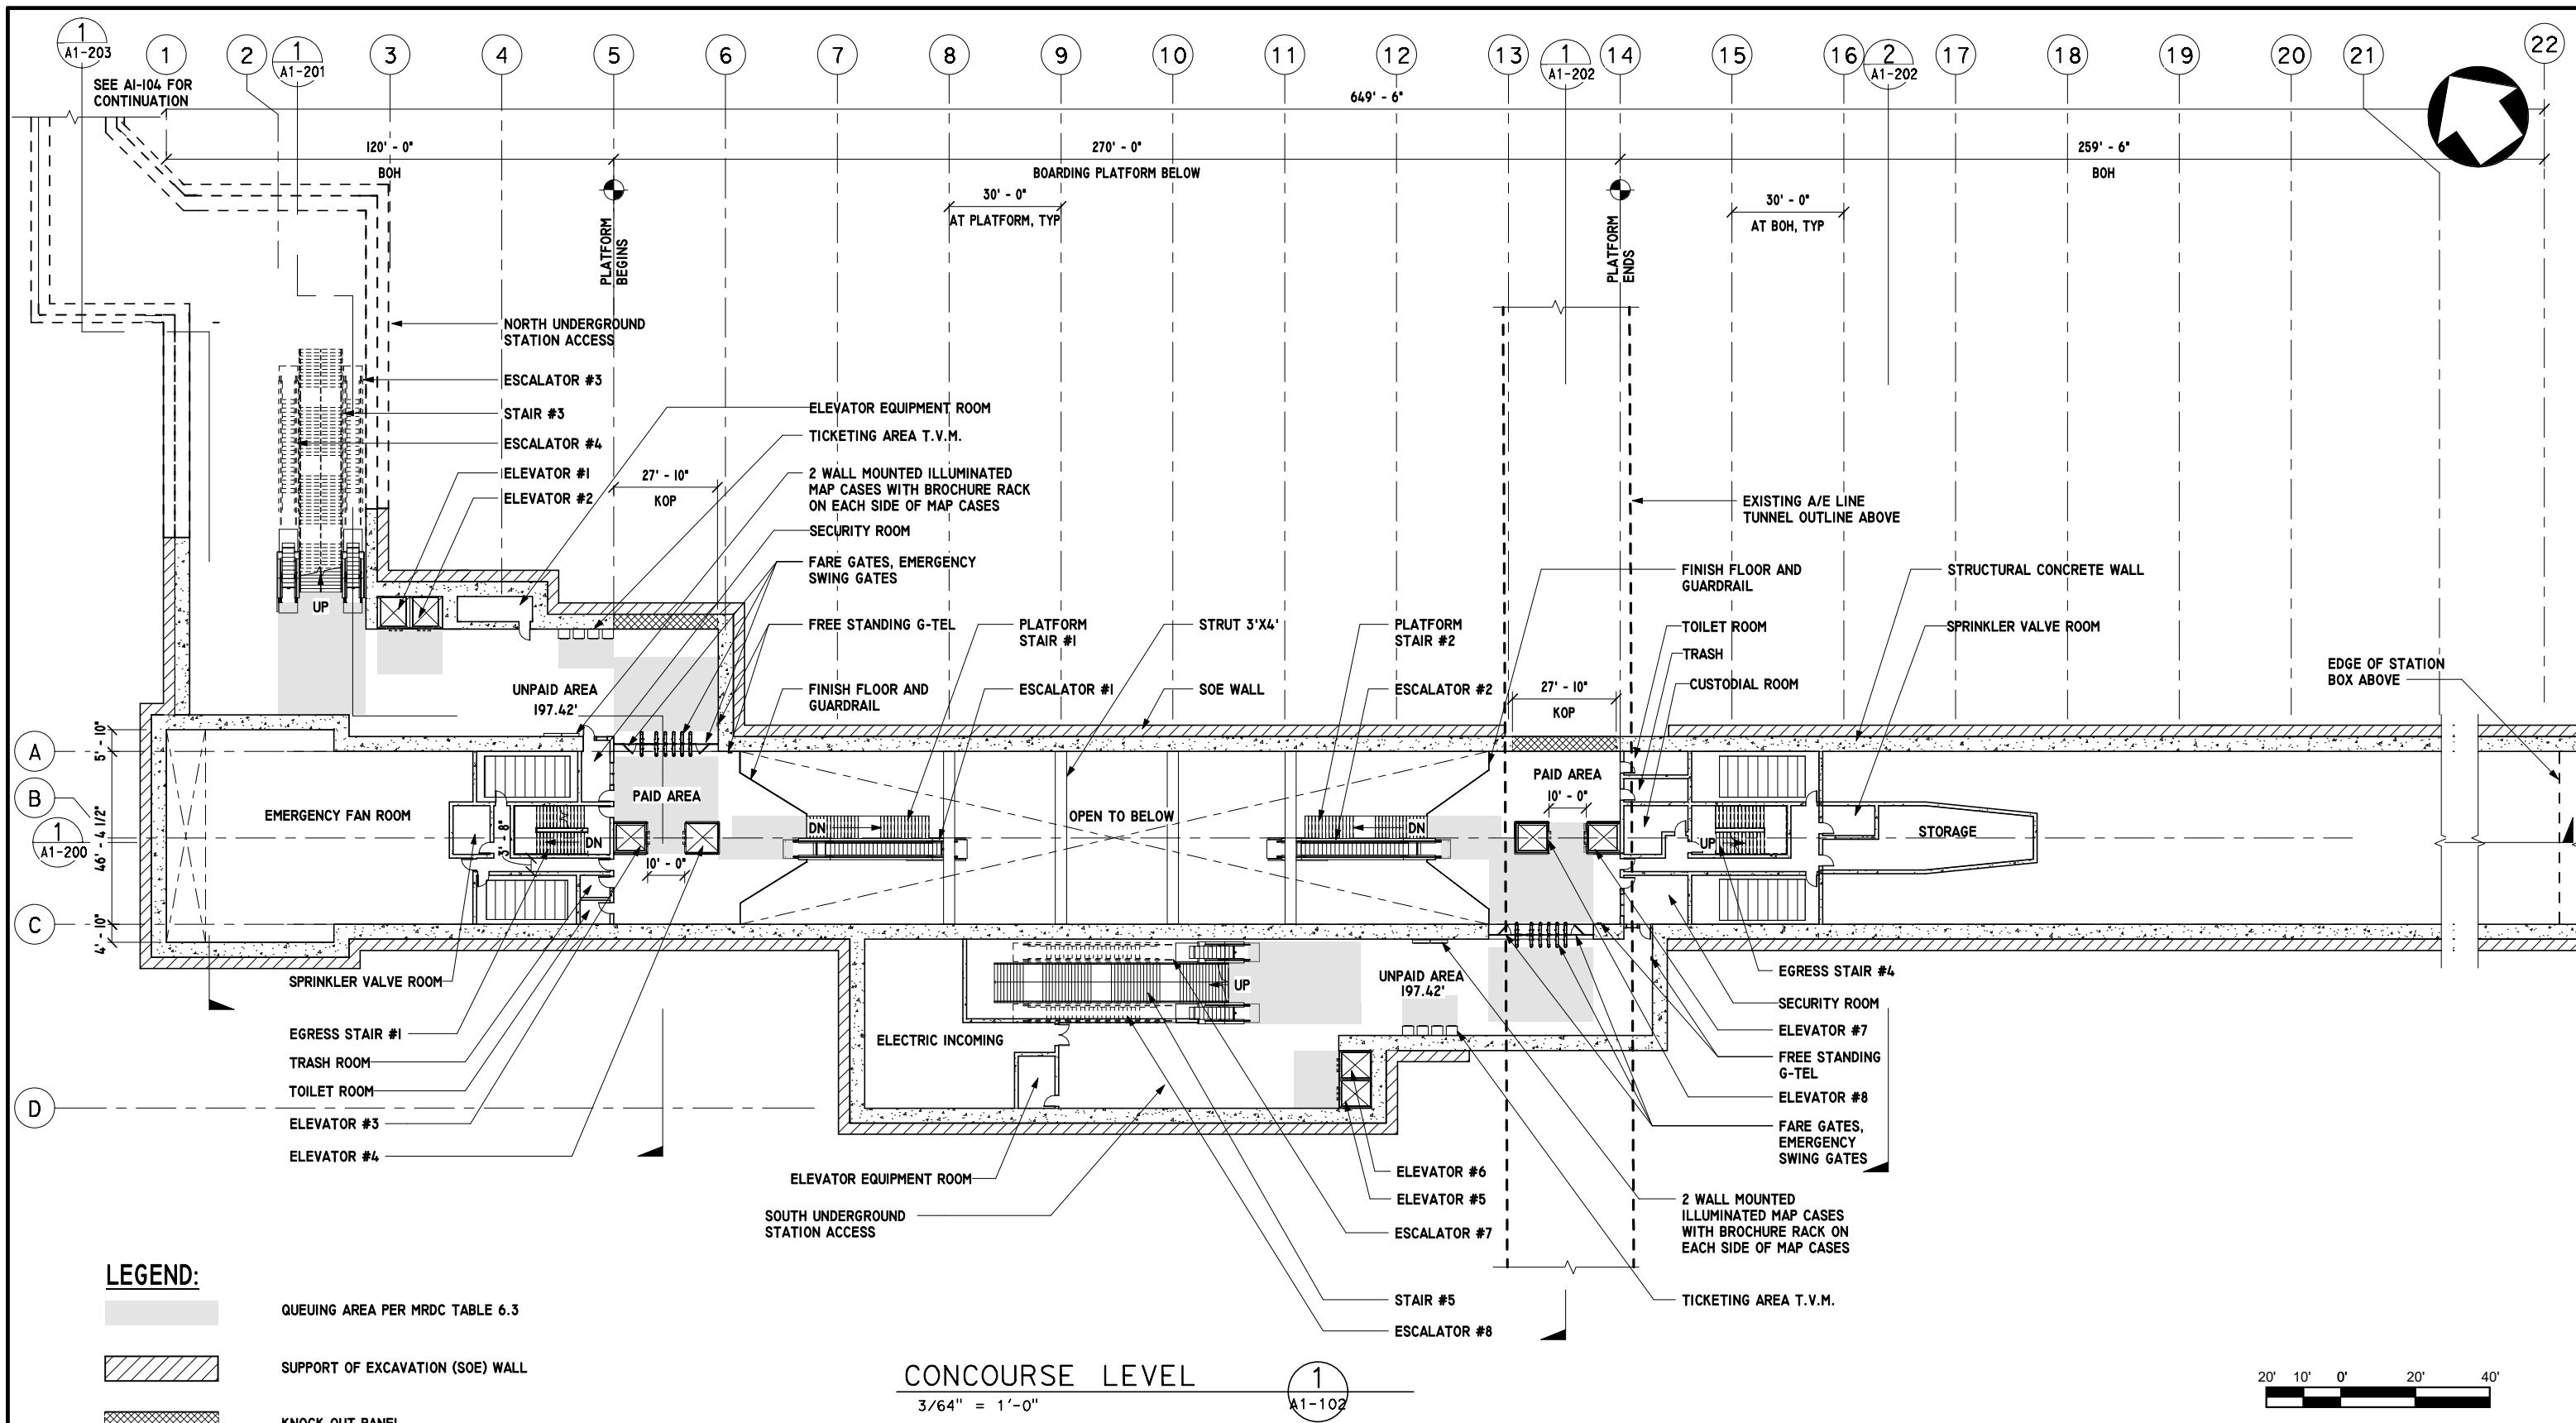 1
A1-203
1
2
1
A1-201
3
4
5
6
7
8
9
10
11
12
13
1
A1-202
14
15
16
2
A1-202
17
18
19
20
21
22
SEE A1-104 FOR
CONTINUATION
649' - 6"
120' - 0"
BOH
270' - 0"
BOARDING PLATFORM BELOW
259' - 6"
BOH
30' - 0"
AT PLATFORM, TYP
30' - 0"
AT BOH, TYP
PLATFORM
BEGINS
PLATFORM
ENDS
NORTH UNDERGROUND
STATION ACCESS
ESCALATOR #3
STAIR #3
ESCALATOR #4
ELEVATOR #1
ELEVATOR #2
27' - 10"
KOP
ELEVATOR EQUIPMENT ROOM
TICKETING AREA T.V.M.
2 WALL MOUNTED ILLUMINATED
MAP CASES WITH BROCHURE RACK
ON EACH SIDE OF MAP CASES
SECURITY ROOM
FARE GATES, EMERGENCY
SWING GATES
FREE STANDING G-TEL
FINISH FLOOR AND
GUARDRAIL
PLATFORM
STAIR #1
ESCALATOR #1
STRUT 3'X4'
SOE WALL
PLATFORM
STAIR #2
ESCALATOR #2
EXISTING A/E LINE
TUNNEL OUTLINE ABOVE
FINISH FLOOR AND
GUARDRAIL
TOILET ROOM
TRASH
CUSTODIAL ROOM
27' - 10"
KOP
STRUCTURAL CONCRETE WALL
SPRINKLER VALVE ROOM
EDGE OF STATION
BOX ABOVE
UP
UNPAID AREA
197.42'
A
B
C
D
1
A1-200
5' - 10"
46' - 4 1/2"
4' - 10"
EMERGENCY FAN ROOM
3' - 8"
DN
PAID AREA
10' - 0"
DN
OPEN TO BELOW
DN
PAID AREA
10' - 0"
UP
STORAGE
SPRINKLER VALVE ROOM
EGRESS STAIR #1
TRASH ROOM
TOILET ROOM
ELEVATOR #3
ELEVATOR #4
ELECTRIC INCOMING
UP
UNPAID AREA
197.42'
ELEVATOR EQUIPMENT ROOM
SOUTH UNDERGROUND
STATION ACCESS
ELEVATOR #6
ELEVATOR #5
ESCALATOR #7
STAIR #5
ESCALATOR #8
EGRESS STAIR #4
SECURITY ROOM
ELEVATOR #7
FREE STANDING
G-TEL
ELEVATOR #8
FARE GATES,
EMERGENCY
SWING GATES
2 WALL MOUNTED
ILLUMINATED MAP CASES
WITH BROCHURE RACK ON
EACH SIDE OF MAP CASES
TICKETING AREA T.V.M.
LEGEND:
QUEUING AREA PER MRDC TABLE 6.3
SUPPORT OF EXCAVATION (SOE) WALL
KNOCK OUT PANEL
CONCOURSE LEVEL
3/64" = 1'-0"
1
A1-102
20' 10' 0' 20' 40'